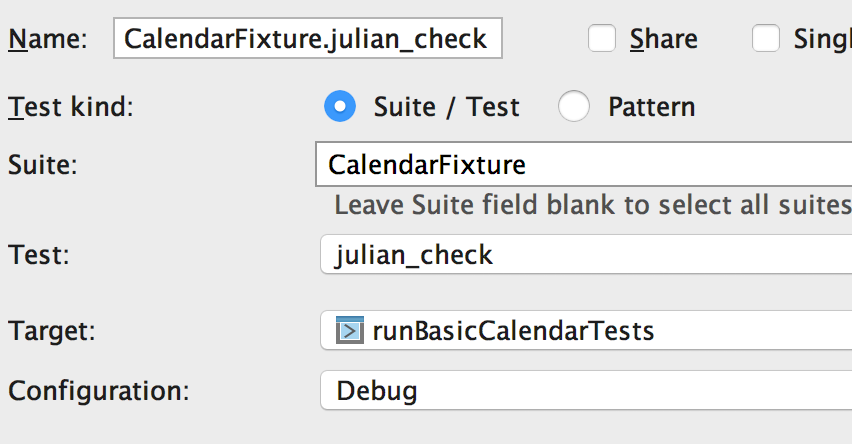 Name: CalendarFixture.julian_check Share
Test kind: Suite / Test Pattern
Suite: CalendarFixture
Leave Suite field blank to select all suites
Test: julian_check
Target: runBasicCalendarTests
Configuration: Debug